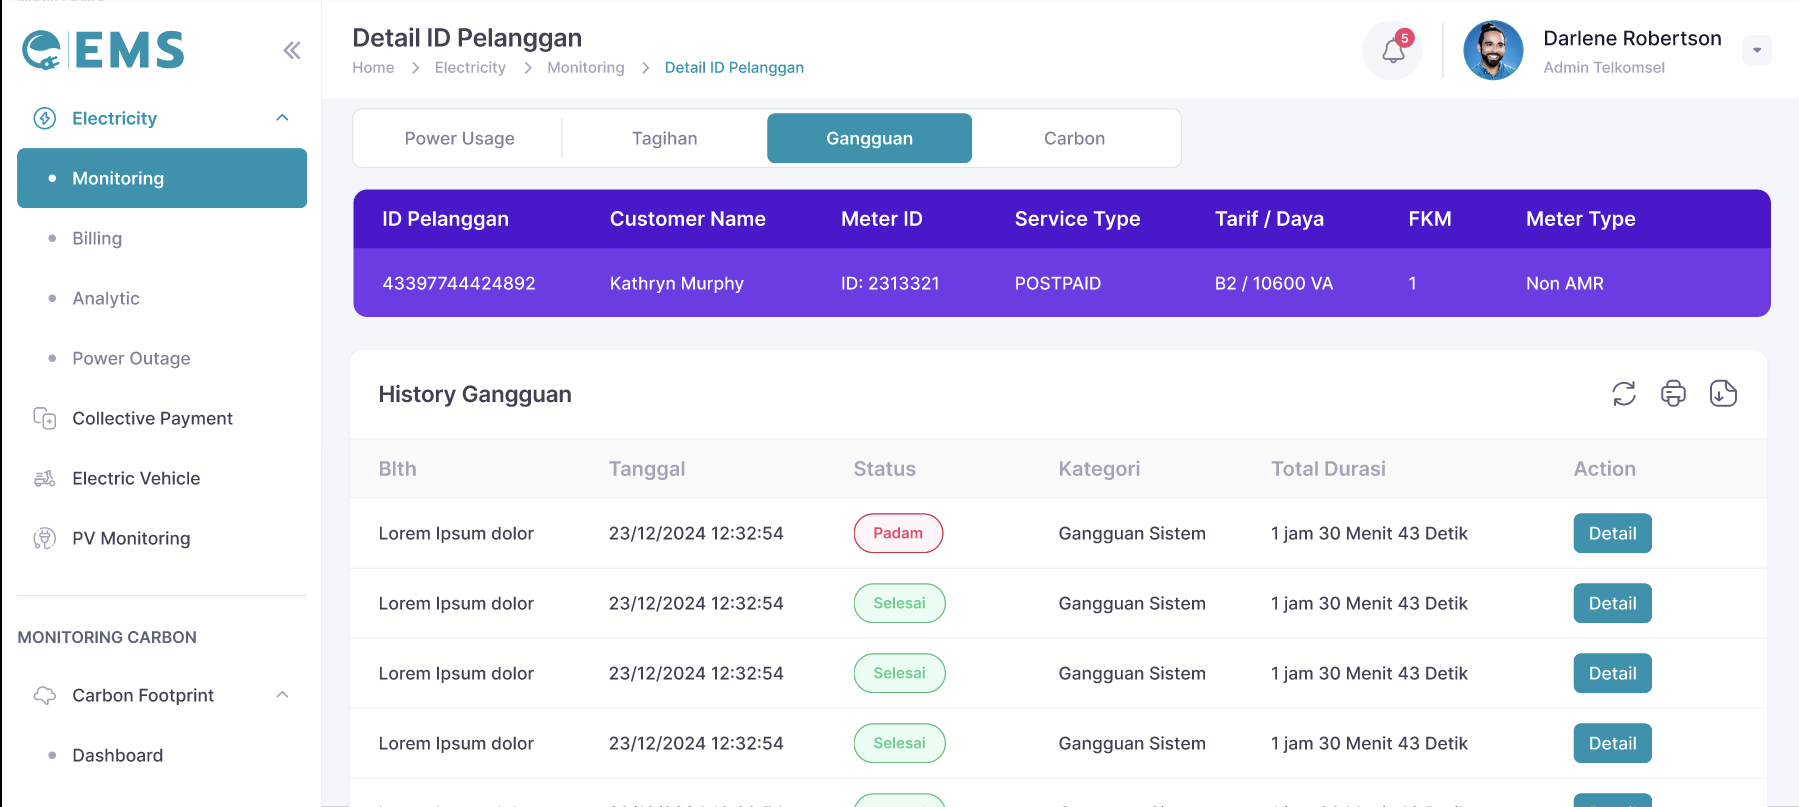 EMS
Detail ID Pelanggan
Home > Electricity > Monitoring > Detail ID Pelanggan
5
Darlene Robertson
Admin Telkomsel
Electricity
Monitoring
Billing
Analytic
Power Outage
Collective Payment
Electric Vehicle
PV Monitoring
MONITORING CARBON
Carbon Footprint
Dashboard
Power Usage Tagihan Gangguan Carbon
ID Pelanggan Customer Name Meter ID Service Type Tarif / Daya FKM Meter Type
43397744424892 Kathryn Murphy ID: 2313321 POSTPAID B2 / 10600 VA 1 Non AMR
History Gangguan
Blth Tanggal Status Kategori Total Durasi Action
Lorem Ipsum dolor 23/12/2024 12:32:54 Padam Gangguan Sistem 1 jam 30 Menit 43 Detik Detail
Lorem Ipsum dolor 23/12/2024 12:32:54 Selesai Gangguan Sistem 1 jam 30 Menit 43 Detik Detail
Lorem Ipsum dolor 23/12/2024 12:32:54 Selesai Gangguan Sistem 1 jam 30 Menit 43 Detik Detail
Lorem Ipsum dolor 23/12/2024 12:32:54 Selesai Gangguan Sistem 1 jam 30 Menit 43 Detik Detail